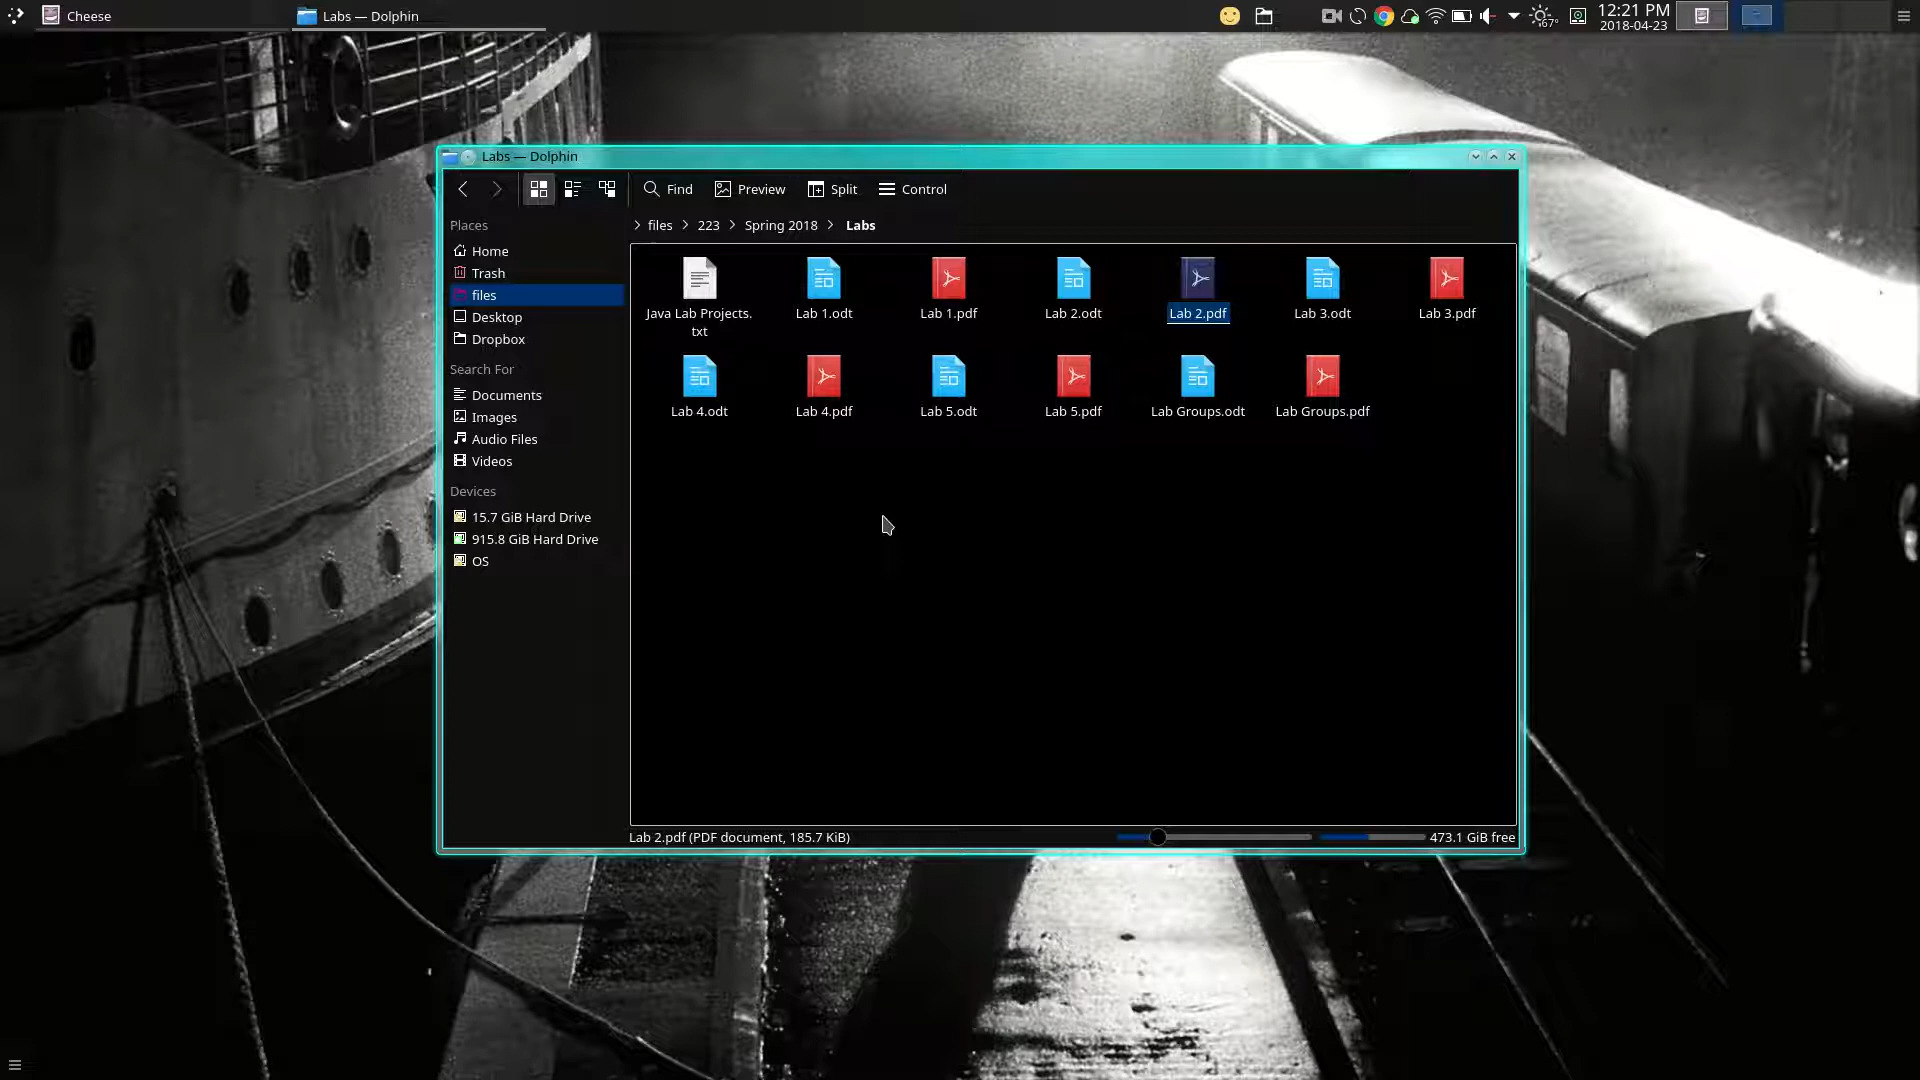 Cheese
Labs — Dolphin
67°
12:21 PM
2018-04-23
Labs — Dolphin
Find
Preview
Split
Control
Places
files
223
Spring 2018
Labs
Home
Trash
files
Desktop
Dropbox
Search For
Documents
Images
Audio Files
Videos
Devices
15.7 GiB Hard Drive
915.8 GiB Hard Drive
OS
Java Lab Projects.
txt
Lab 1.odt
Lab 1.pdf
Lab 2.odt
Lab 2.pdf
Lab 3.odt
Lab 3.pdf
Lab 4.odt
Lab 4.pdf
Lab 5.odt
Lab 5.pdf
Lab Groups.odt
Lab Groups.pdf
Lab 2.pdf (PDF document, 185.7 KiB)
473.1 GiB free